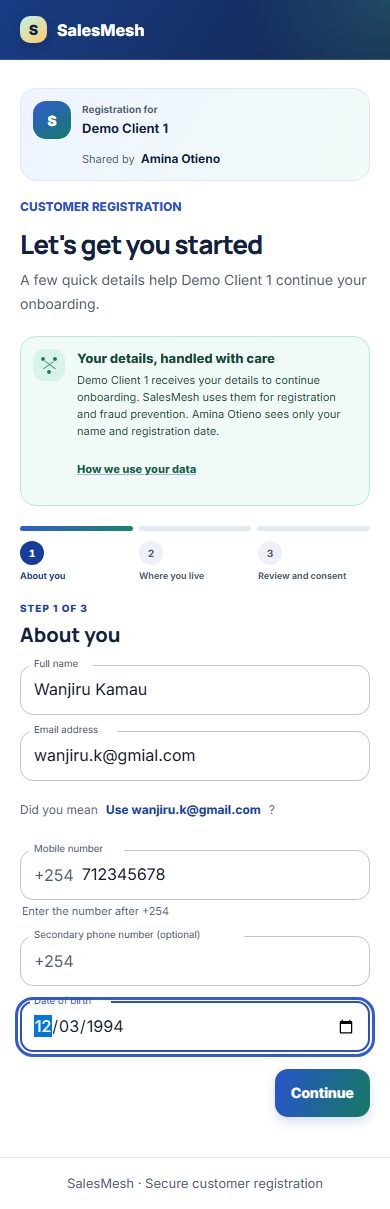 S SalesMesh
S
Registration for
Demo Client 1
Shared by Amina Otieno
CUSTOMER REGISTRATION
Let's get you started
A few quick details help Demo Client 1 continue your
onboarding.
Your details, handled with care
Demo Client 1 receives your details to continue
onboarding. SalesMesh uses them for registration
and fraud prevention. Amina Otieno sees only your
name and registration date.
How we use your data
1 2 3
About you Where you live Review and consent
STEP 1 OF 3
About you
Full name
Wanjiru Kamau
Email address
wanjiru.k@gmial.com
Did you mean Use wanjiru.k@gmail.com ?
Mobile number
+254 712345678
Enter the number after +254
Secondary phone number (optional)
+254
Date of birth
12/03/1994
Continue
SalesMesh · Secure customer registration